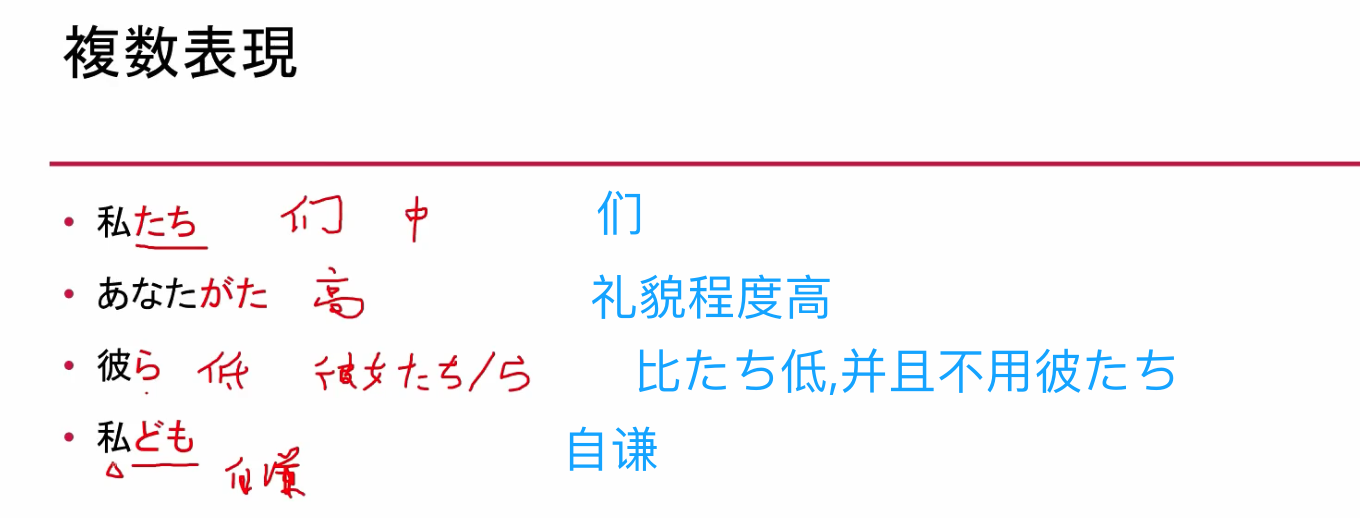 複数表現
• 私たち 们 中 们
• あなたがた 高 礼貌程度高
• 彼ら 低 彼女たち/ら 比たち低,并且不用彼たち
• 私ども 自谦